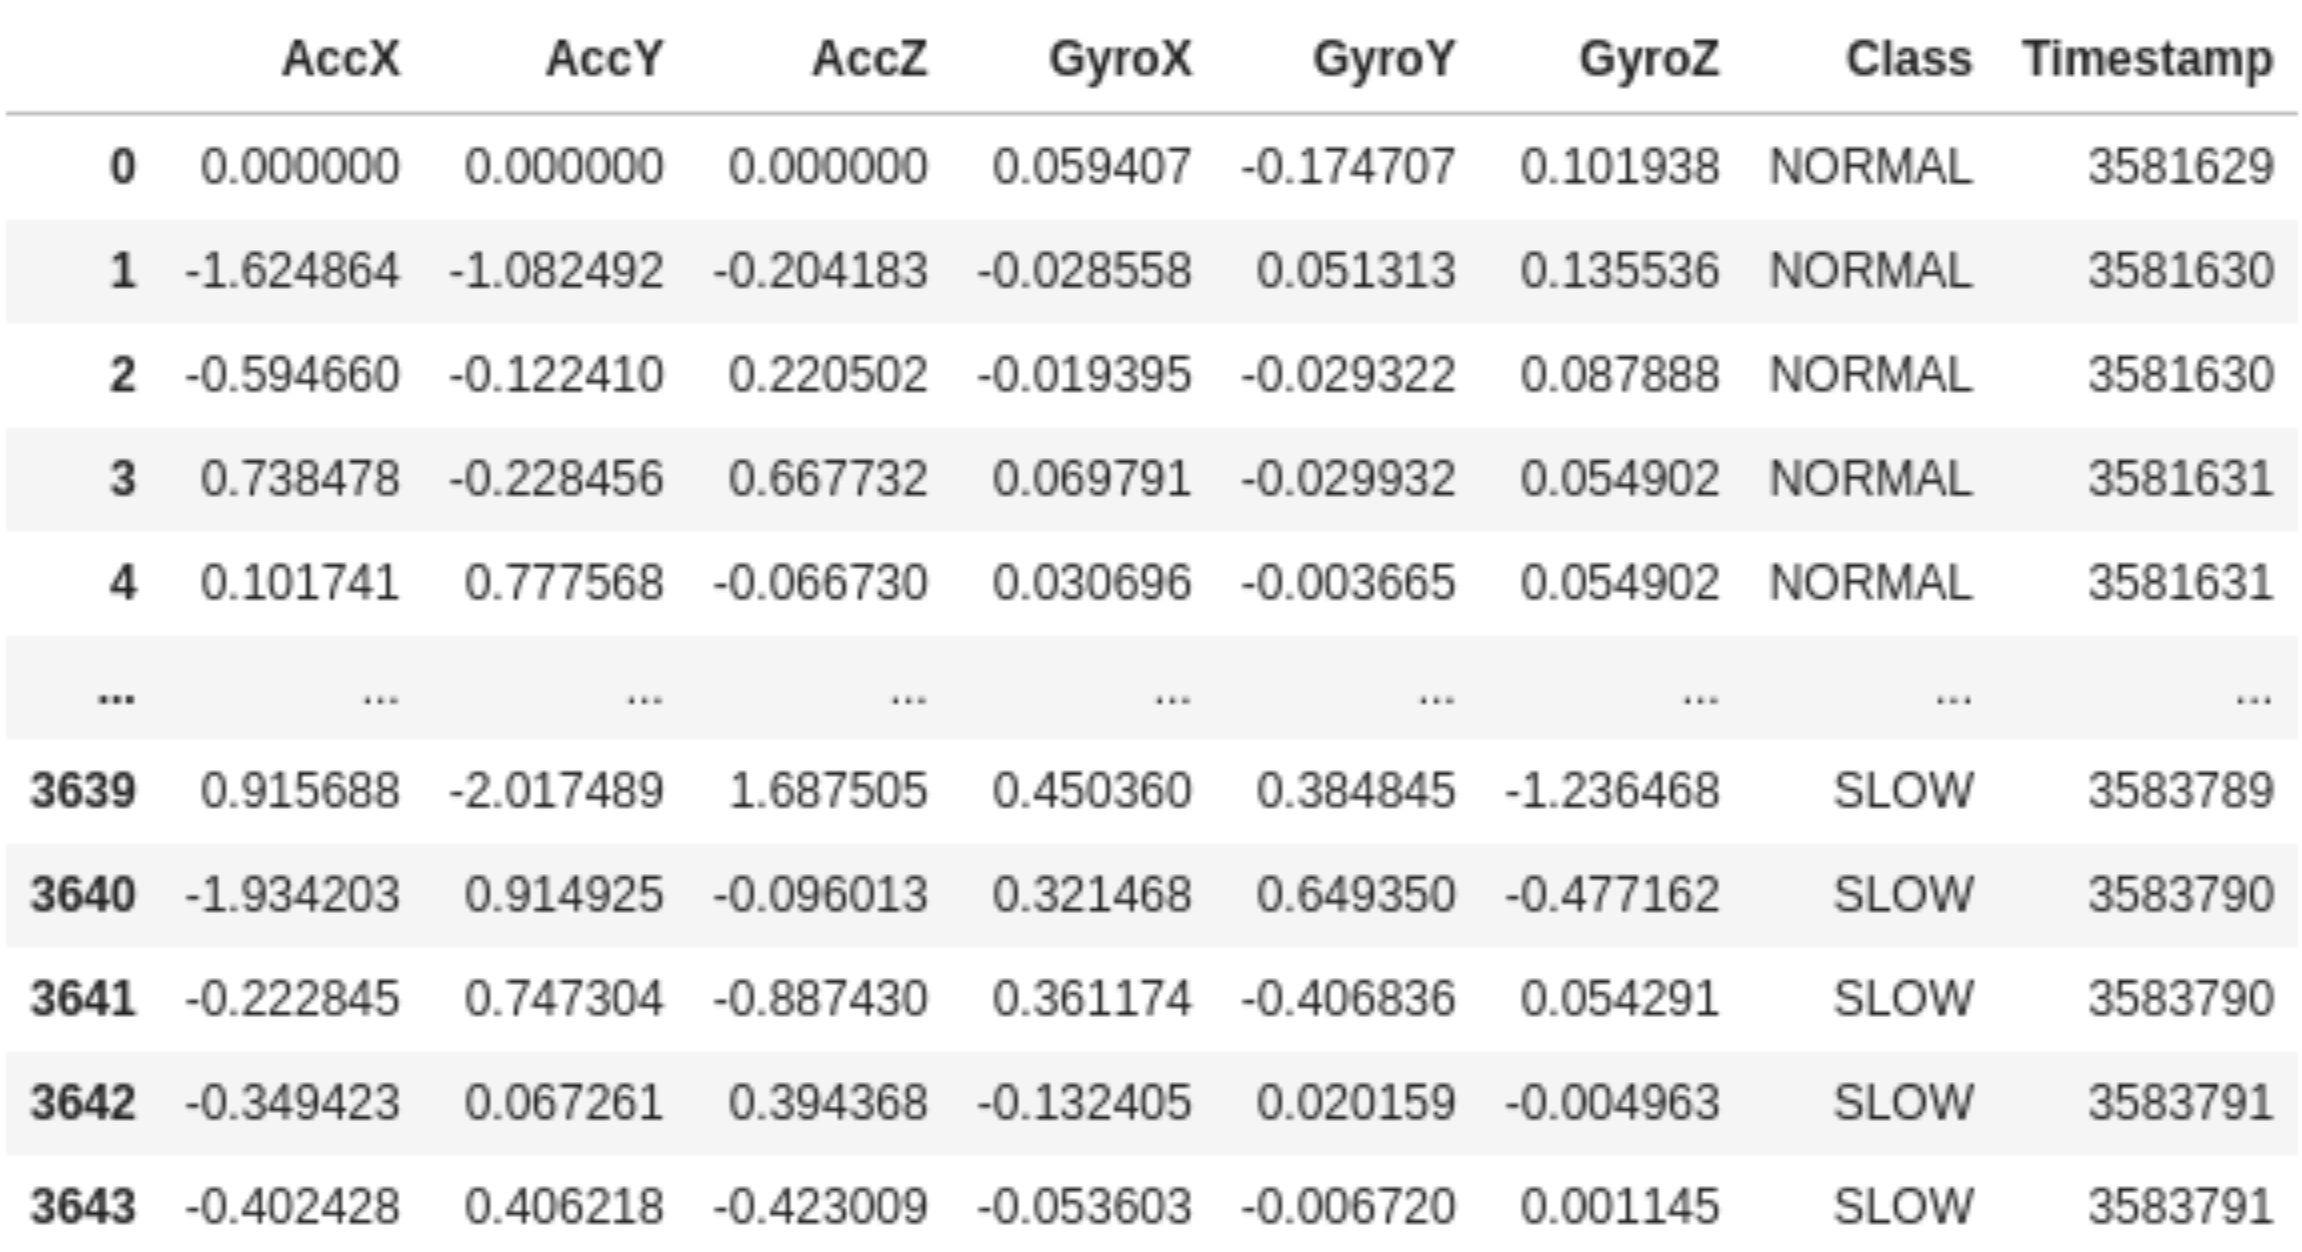 AccX AccY AccZ GyroX GyroY GyroZ Class Timestamp
0 0.000000 0.000000 0.000000 0.059407 -0.174707 0.101938 NORMAL 3581629
1 -1.624864 -1.082492 -0.204183 -0.028558 0.051313 0.135536 NORMAL 3581630
2 -0.594660 -0.122410 0.220502 -0.019395 -0.029322 0.087888 NORMAL 3581630
3 0.738478 -0.228456 0.667732 0.069791 -0.029932 0.054902 NORMAL 3581631
4 0.101741 0.777568 -0.066730 0.030696 -0.003665 0.054902 NORMAL 3581631
... ... ... ... ... ... ... ... ...
3639 0.915688 -2.017489 1.687505 0.450360 0.384845 -1.236468 SLOW 3583789
3640 -1.934203 0.914925 -0.096013 0.321468 0.649350 -0.477162 SLOW 3583790
3641 -0.222845 0.747304 -0.887430 0.361174 -0.406836 0.054291 SLOW 3583790
3642 -0.349423 0.067261 0.394368 -0.132405 0.020159 -0.004963 SLOW 3583791
3643 -0.402428 0.406218 -0.423009 -0.053603 -0.006720 0.001145 SLOW 3583791